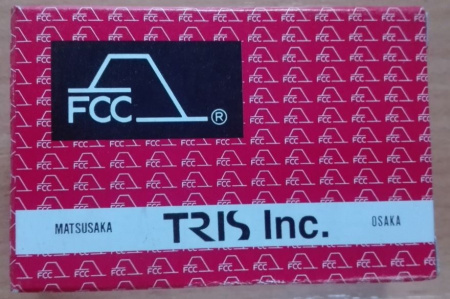 FCC ®
MATSUSAKA TRIS Inc. OSAKA